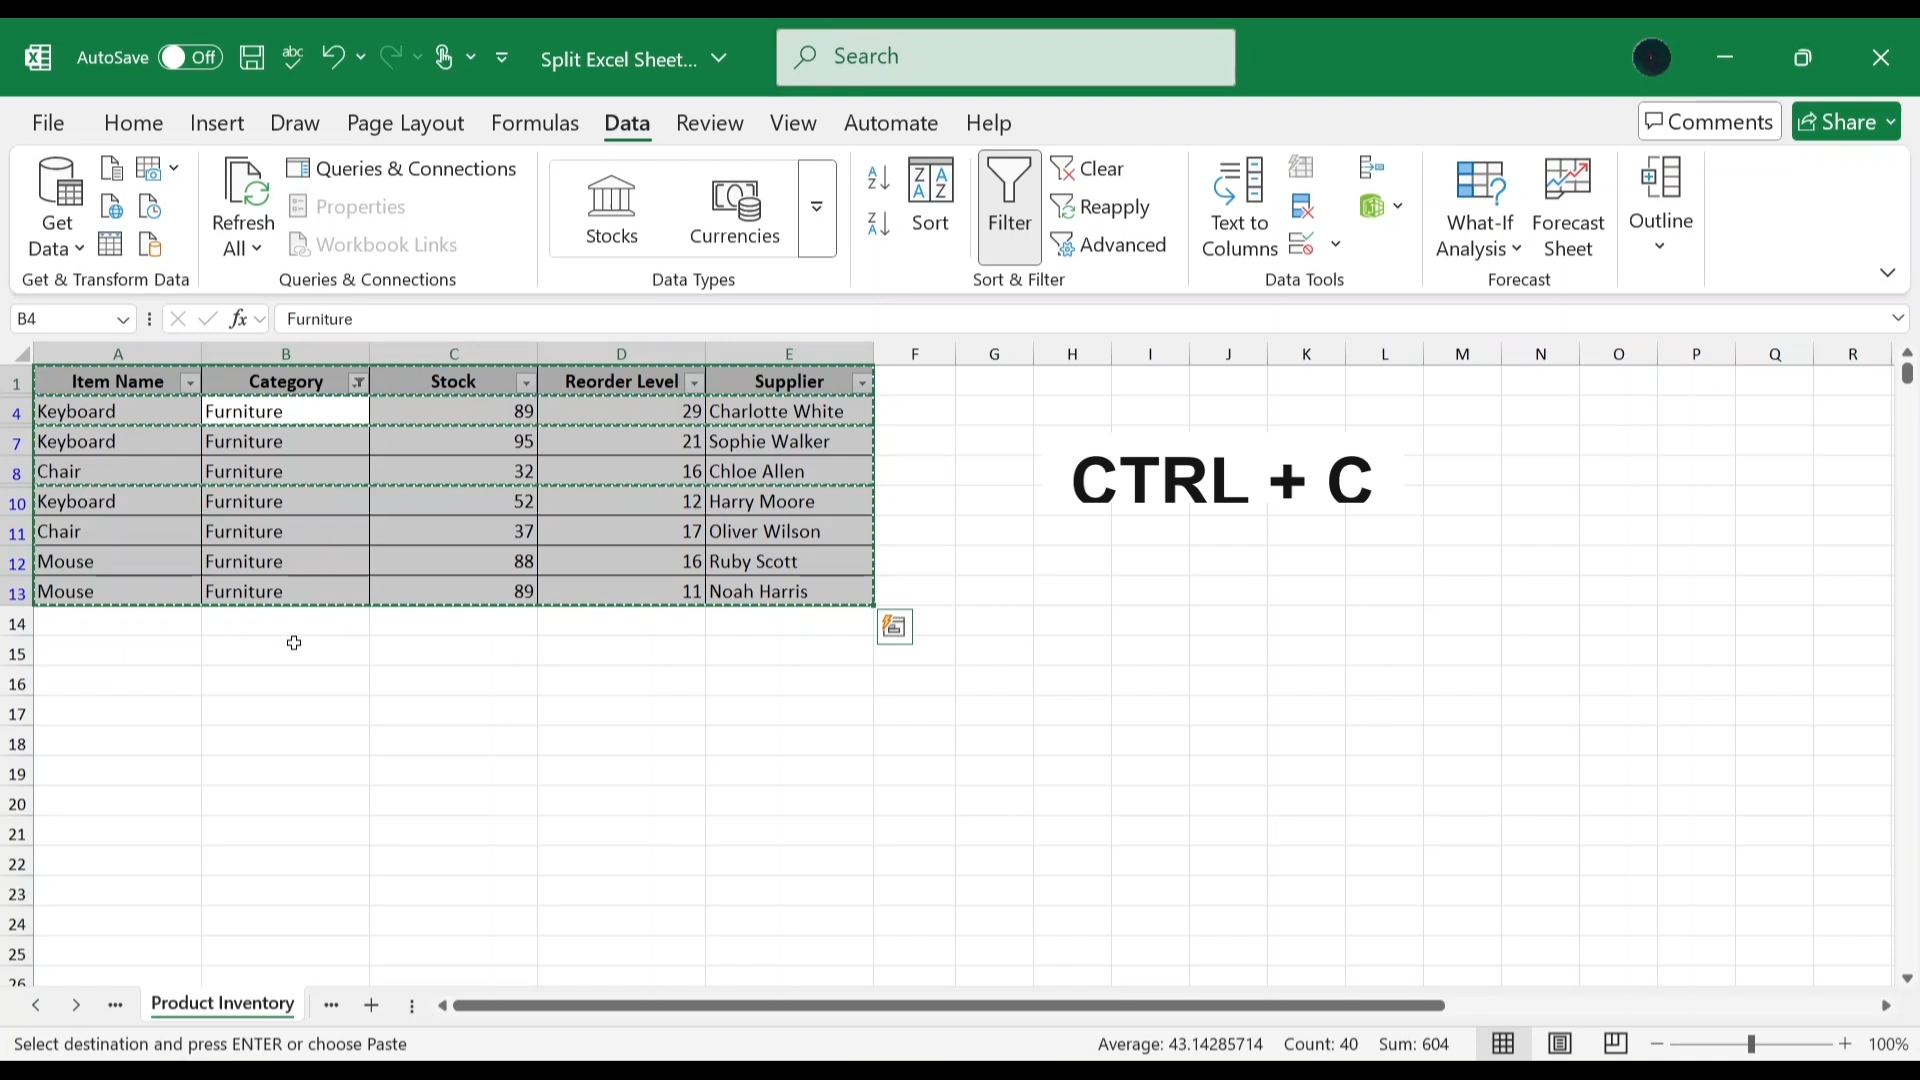 AutoSave Off abc Split Excel Sheet... Search
File Home Insert Draw Page Layout Formulas Data Review View Automate Help Comments Share
Get Data
Refresh All
Queries & Connections
Properties
Workbook Links
Stocks
Currencies
Sort
Filter
Clear
Reapply
Advanced
Text to Columns
What-If Analysis
Forecast Sheet
Outline
Get & Transform Data Queries & Connections Data Types Sort & Filter Data Tools Forecast
B4 fx Furniture
A B C D E F G H I J K L M N O P Q R
1 Item Name Category Stock Reorder Level Supplier
4 Keyboard Furniture 89 29 Charlotte White
7 Keyboard Furniture 95 21 Sophie Walker
8 Chair Furniture 32 16 Chloe Allen
CTRL + C
10 Keyboard Furniture 52 12 Harry Moore
11 Chair Furniture 37 17 Oliver Wilson
12 Mouse Furniture 88 16 Ruby Scott
13 Mouse Furniture 89 11 Noah Harris
14
15
16
17
18
19
20
21
22
23
24
25
26
... Product Inventory ...
Select destination and press ENTER or choose Paste Average: 43.14285714 Count: 40 Sum: 604 100%